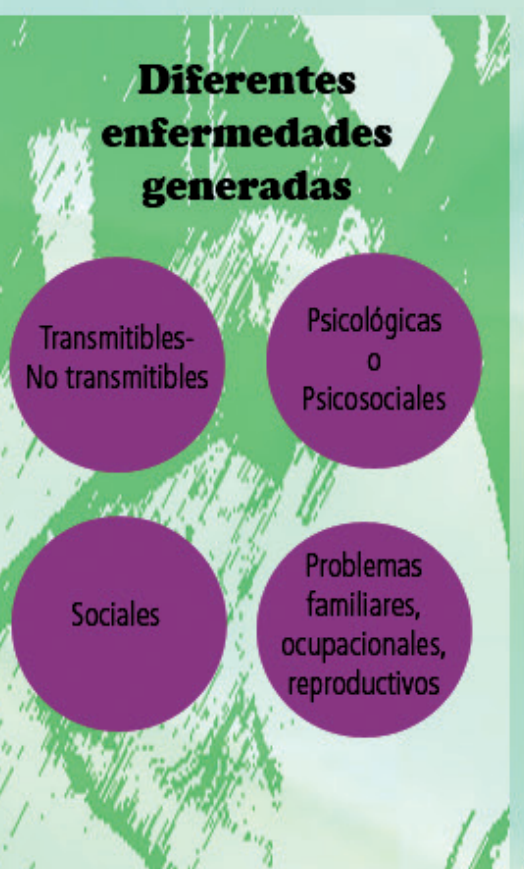 Diferentes
enfermedades
generadas
Transmitibles-
No transmitibles
Psicológicas
o
Psicosociales
Sociales
Problemas
familiares,
ocupacionales,
reproductivos